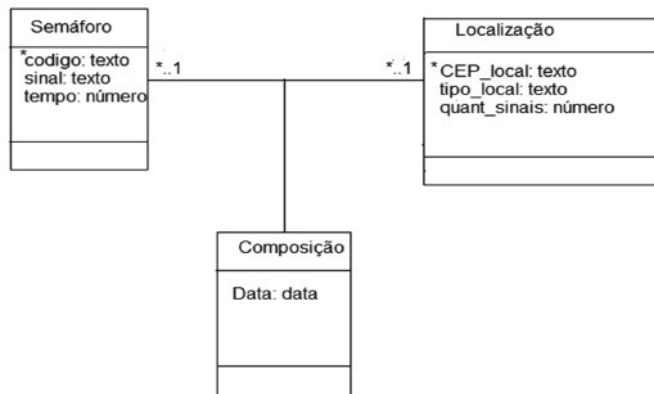 Semáforo
*codigo: texto
sinal: texto
tempo: número
*..1
*..1
Localização
*CEP_local: texto
tipo_local: texto
quant_sinais: número
Composição
Data: data